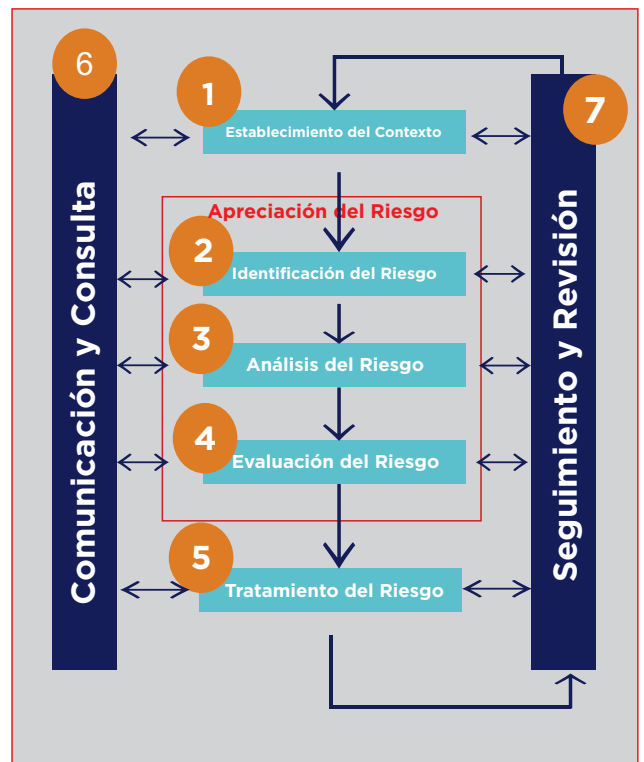 6
Comunicación y Consulta
1
Establecimiento del Contexto
Apreciación del Riesgo
2
Identificación del Riesgo
3
Análisis del Riesgo
4
Evaluación del Riesgo
5
Tratamiento del Riesgo
7
Seguimiento y Revisión